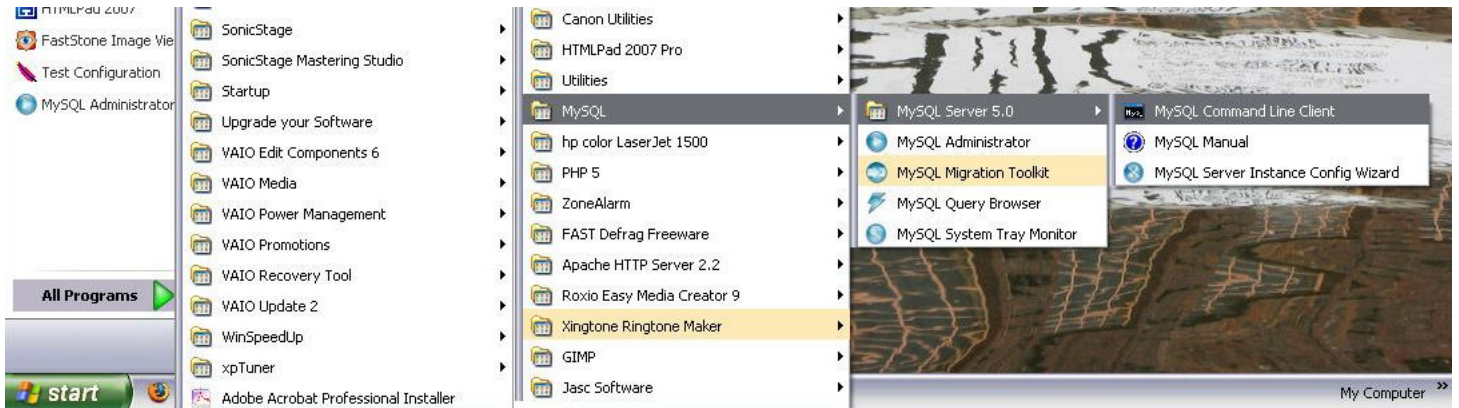 HTMLPad 2007
FastStone Image Vie
Test Configuration
MySQL Administrator
All Programs
start
SonicStage
SonicStage Mastering Studio
Startup
Upgrade your Software
VAIO Edit Components 6
VAIO Media
VAIO Power Management
VAIO Promotions
VAIO Recovery Tool
VAIO Update 2
WinSpeedUp
xpTuner
Adobe Acrobat Professional Installer
Canon Utilities
HTMLPad 2007 Pro
Utilities
MySQL
hp color LaserJet 1500
PHP 5
ZoneAlarm
FAST Defrag Freeware
Apache HTTP Server 2.2
Roxio Easy Media Creator 9
Xingtone Ringtone Maker
GIMP
Jasc Software
MySQL Server 5.0
MySQL Administrator
MySQL Migration Toolkit
MySQL Query Browser
MySQL System Tray Monitor
MySQL Command Line Client
MySQL Manual
MySQL Server Instance Config Wizard
My Computer